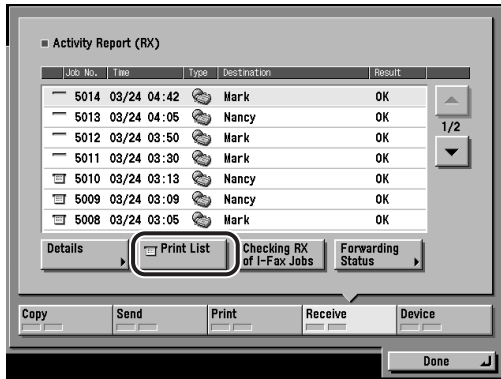 Activity Report (RX)
Job No. Time Type Destination Result
5014 03/24 04:42 Mark OK
5013 03/24 04:05 Nancy OK
5012 03/24 03:50 Mark OK
5011 03/24 03:30 Mark OK
5010 03/24 03:13 Nancy OK
5009 03/24 03:09 Nancy OK
5008 03/24 03:05 Mark OK
1/2
Details Print List Checking RX Forwarding
of I-Fax Jobs Status
Copy Send Print Receive Device
Done